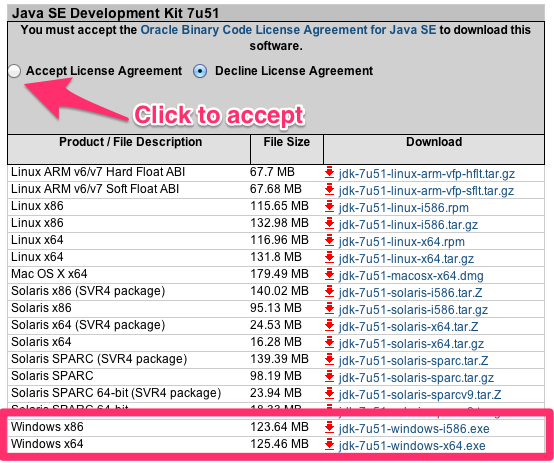 Java SE Development Kit 7u51
You must accept the Oracle Binary Code License Agreement for Java SE to download this
software.
Accept License Agreement Decline License Agreement
Click to accept
Product / File Description File Size Download
Linux ARM v6/v7 Hard Float ABI 67.7 MB jdk-7u51-linux-arm-vfp-hflt.tar.gz
Linux ARM v6/v7 Soft Float ABI 67.68 MB jdk-7u51-linux-arm-vfp-sflt.tar.gz
Linux x86 115.65 MB jdk-7u51-linux-i586.rpm
Linux x86 132.98 MB jdk-7u51-linux-i586.tar.gz
Linux x64 116.96 MB jdk-7u51-linux-x64.rpm
Linux x64 131.8 MB jdk-7u51-linux-x64.tar.gz
Mac OS X x64 179.49 MB jdk-7u51-macosx-x64.dmg
Solaris x86 (SVR4 package) 140.02 MB jdk-7u51-solaris-i586.tar.Z
Solaris x86 95.13 MB jdk-7u51-solaris-i586.tar.gz
Solaris x64 (SVR4 package) 24.53 MB jdk-7u51-solaris-x64.tar.Z
Solaris x64 16.28 MB jdk-7u51-solaris-x64.tar.gz
Solaris SPARC (SVR4 package) 139.39 MB jdk-7u51-solaris-sparc.tar.Z
Solaris SPARC 98.19 MB jdk-7u51-solaris-sparc.tar.gz
Solaris SPARC 64-bit (SVR4 package) 23.94 MB jdk-7u51-solaris-sparcv9.tar.Z
Solaris SPARC 64-bit 18.33 MB
Windows x86 123.64 MB jdk-7u51-windows-i586.exe
Windows x64 125.46 MB jdk-7u51-windows-x64.exe